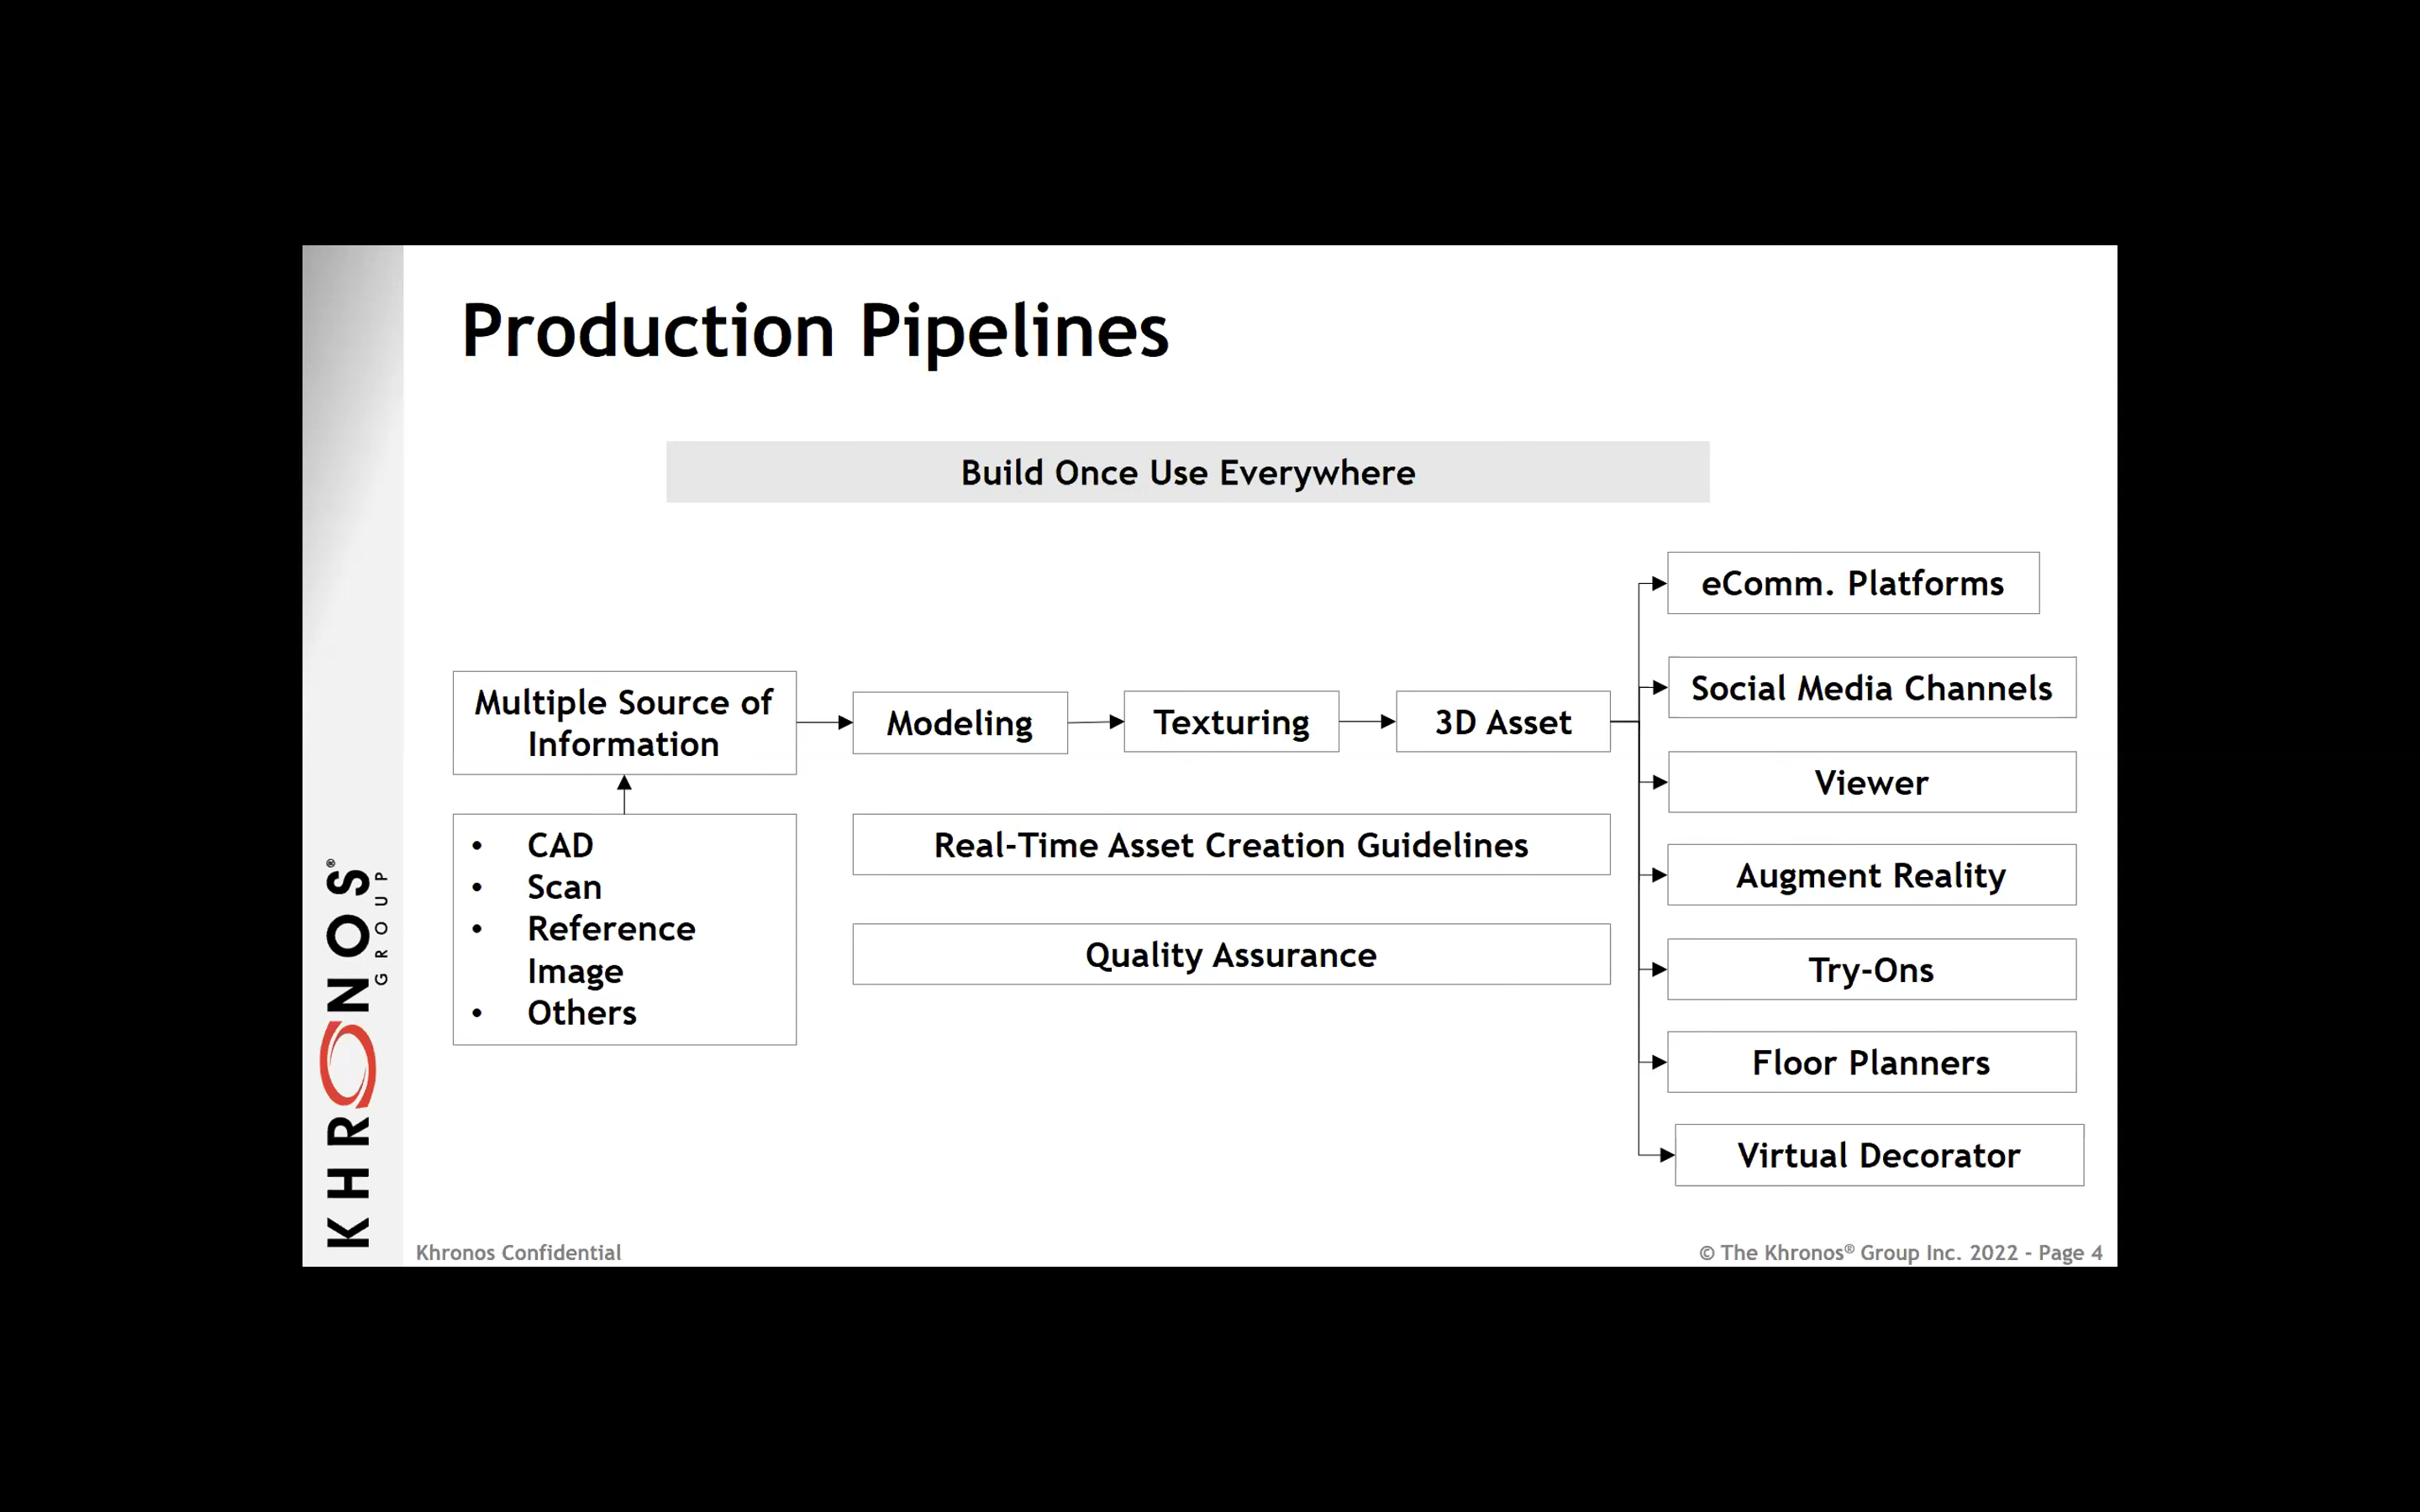 Production Pipelines
Build Once Use Everywhere
Multiple Source of
Information
• CAD
• Scan
• Reference
Image
• Others
Modeling
Texturing
3D Asset
Real-Time Asset Creation Guidelines
Quality Assurance
eComm. Platforms
Social Media Channels
Viewer
Augment Reality
Try-Ons
Floor Planners
Virtual Decorator
KHRONOS®
GROUP
Khronos Confidential
© The Khronos® Group Inc. 2022 - Page 4